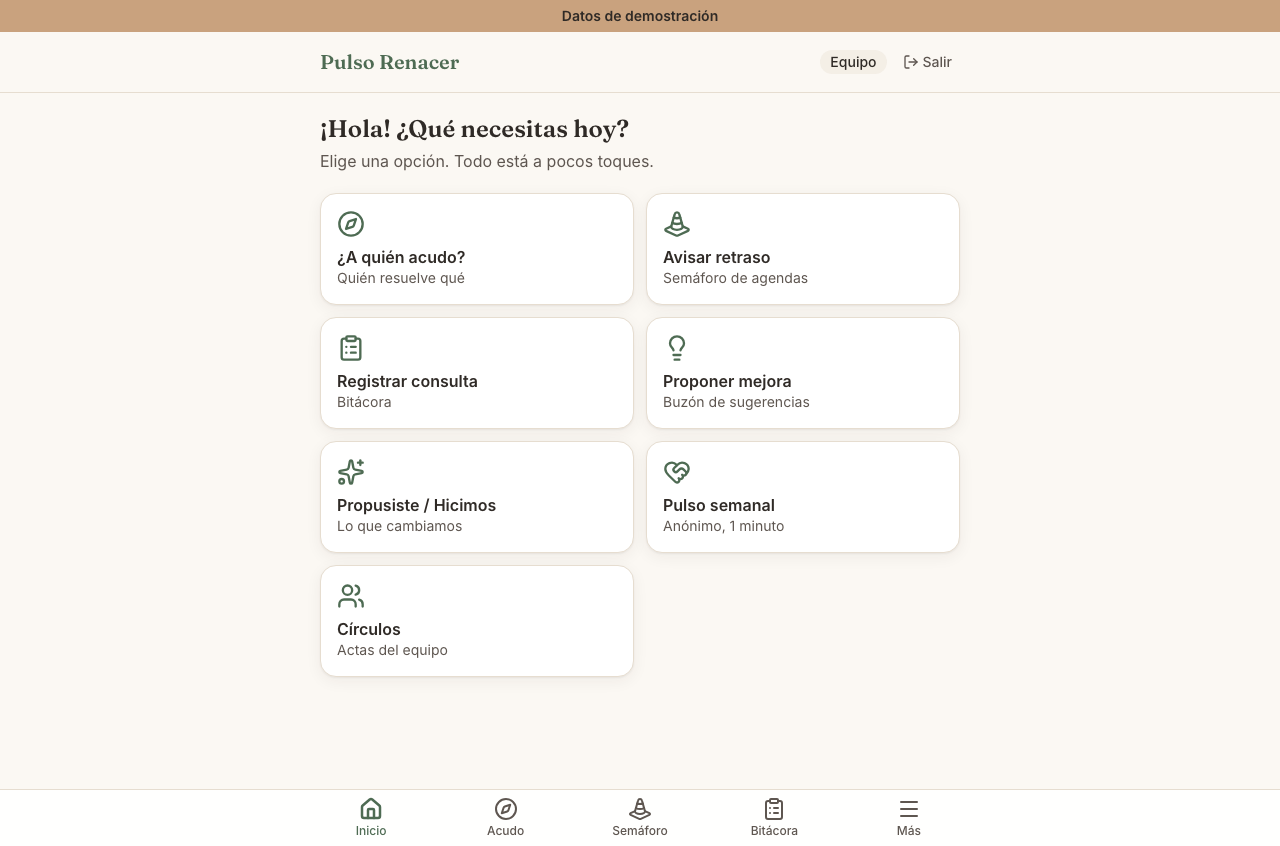 Datos de demostración
Pulso Renacer
Equipo
Salir
¡Hola! ¿Qué necesitas hoy?
Elige una opción. Todo está a pocos toques.
¿A quién acudo?
Quién resuelve qué
Avisar retraso
Semáforo de agendas
Registrar consulta
Bitácora
Proponer mejora
Buzón de sugerencias
Propusiste / Hicimos
Lo que cambiamos
Pulso semanal
Anónimo, 1 minuto
Círculos
Actas del equipo
Inicio
Acudo
Semáforo
Bitácora
Más